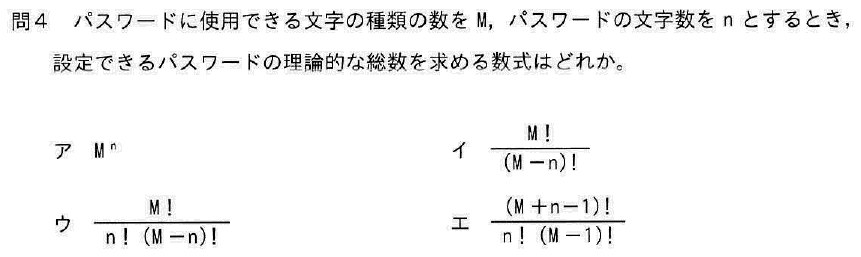 問4 パスワードに使用できる文字の種類の数を M,パスワードの文字数を n とするとき,
設定できるパスワードの理論的な総数を求める数式はどれか。
ア Mⁿ
イ M! / (M-n)!
ウ M! / n! (M-n)!
エ (M+n-1)! / n! (M-1)!